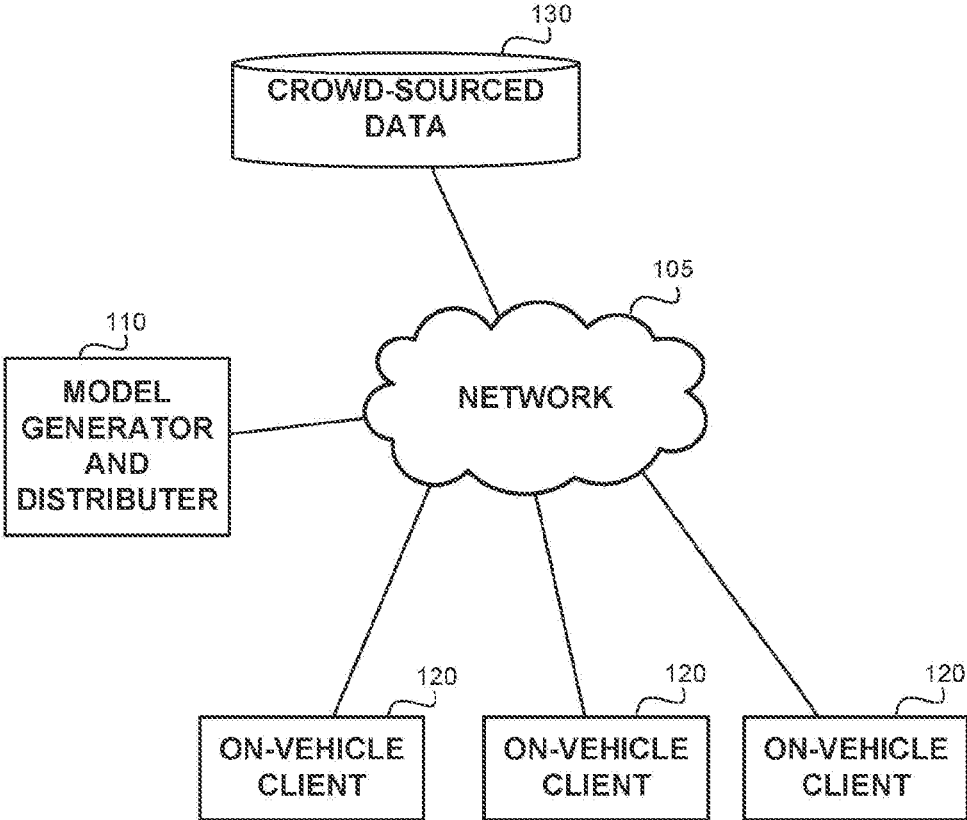 130
CROWD-SOURCED
DATA
105
NETWORK
110
MODEL
GENERATOR
AND
DISTRIBUTER
120
ON-VEHICLE
CLIENT
120
ON-VEHICLE
CLIENT
120
ON-VEHICLE
CLIENT